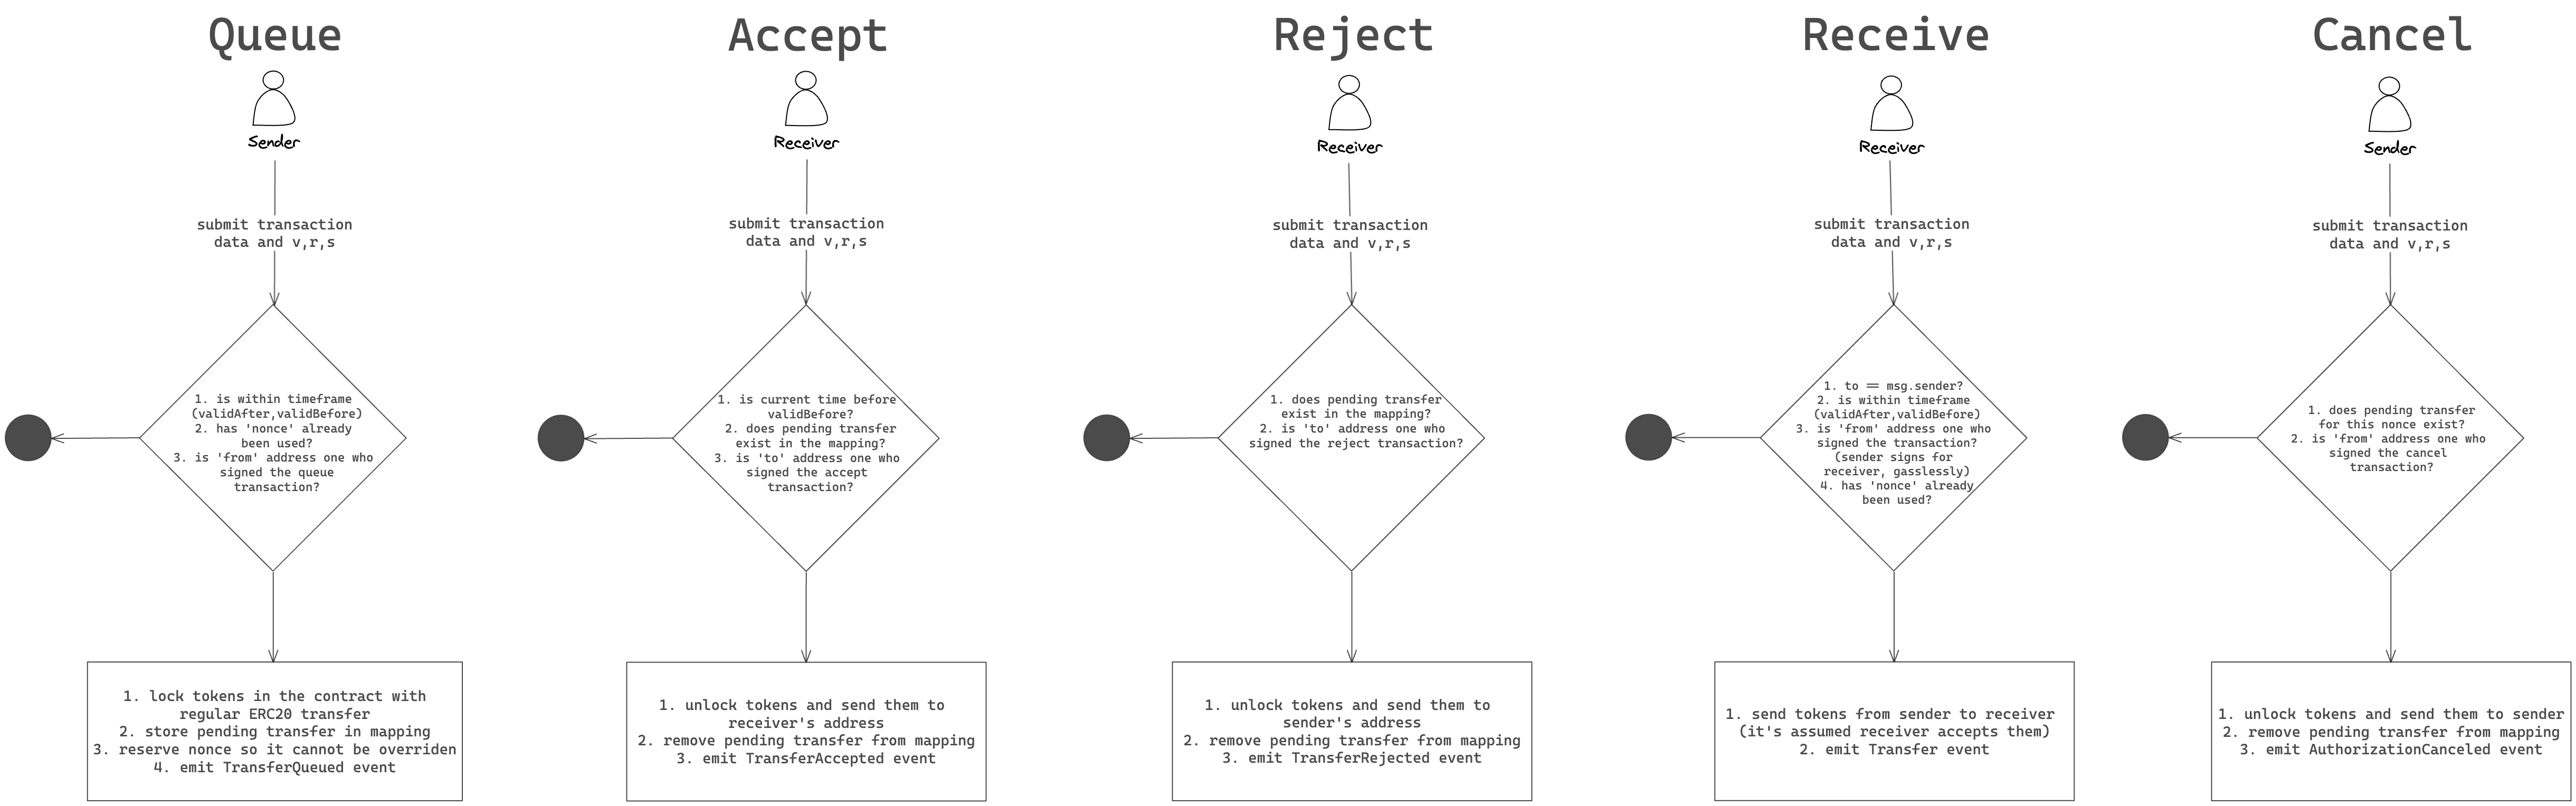 Queue
Sender
submit transaction
data and v,r,s
1. is within timeframe
(validAfter,validBefore)
2. has 'nonce' already
been used?
3. is 'from' address one who
signed the queue
transaction?
1. lock tokens in the contract with
regular ERC20 transfer
2. store pending transfer in mapping
3. reserve nonce so it cannot be overriden
4. emit TransferQueued event
Accept
Receiver
submit transaction
data and v,r,s
1. is current time before
validBefore?
2. does pending transfer
exist in the mapping?
3. is 'to' address one who
signed the accept
transaction?
1. unlock tokens and send them to
receiver's address
2. remove pending transfer from mapping
3. emit TransferAccepted event
Reject
Receiver
submit transaction
data and v,r,s
1. does pending transfer
exist in the mapping?
2. is 'to' address one who
signed the reject transaction?
1. unlock tokens and send them to
sender's address
2. remove pending transfer from mapping
3. emit TransferRejected event
Receive
Receiver
submit transaction
data and v,r,s
1. to == msg.sender?
2. is within timeframe
(validAfter,validBefore)
3. is 'from' address one who
signed the transaction?
(sender signs for
receiver, gasslessly)
4. has 'nonce' already
been used?
1. send tokens from sender to receiver
(it's assumed receiver accepts them)
2. emit Transfer event
Cancel
Sender
submit transaction
data and v,r,s
1. does pending transfer
for this nonce exist?
2. is 'from' address one who
signed the cancel
transaction?
1. unlock tokens and send them to sender
2. remove pending transfer from mapping
3. emit AuthorizationCanceled event